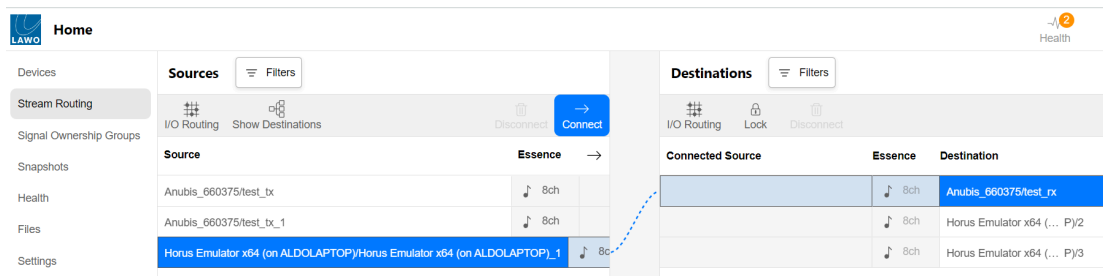 LAWO Home 2
Health
Devices Sources Filters Destinations Filters
Stream Routing
I/O Routing Show Destinations Disconnect Connect I/O Routing Lock Disconnect
Signal Ownership Groups
Source Essence → Connected Source Essence Destination
Snapshots
Anubis_660375/test_tx 8ch 8ch Anubis_660375/test_rx
Health
Anubis_660375/test_tx_1 8ch 8ch Horus Emulator x64 (... P)/2
Files
Horus Emulator x64 (on ALDOLAPTOP)/Horus Emulator x64 (on ALDOLAPTOP)_1 8c 8ch Horus Emulator x64 (... P)/3
Settings